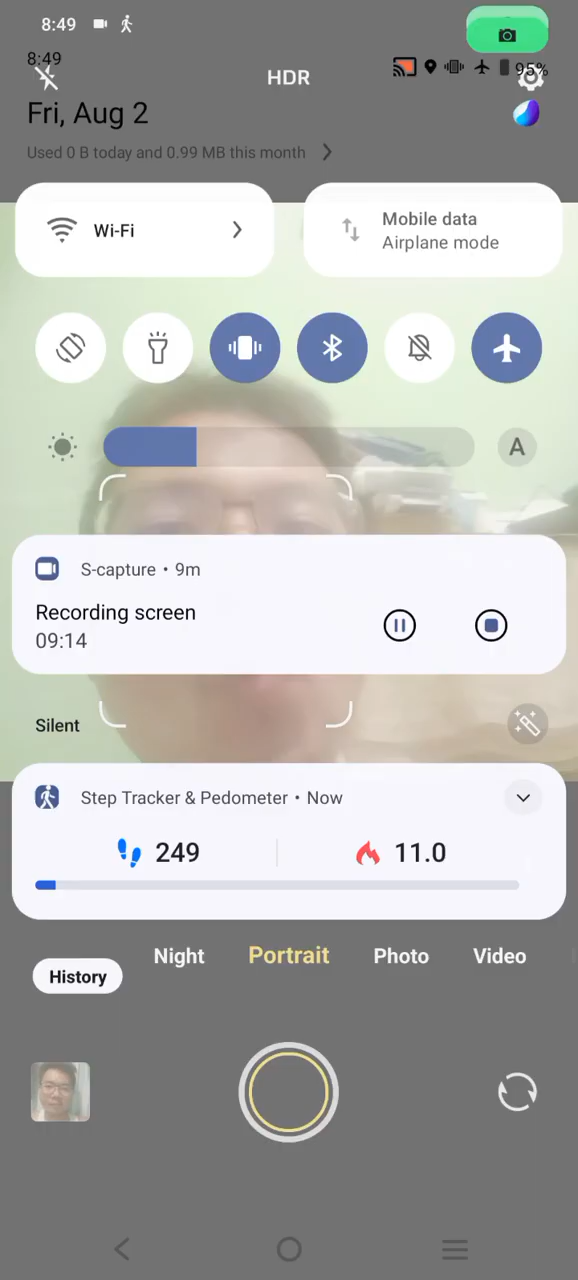 8:49
8:49
HDR
95%
Fri, Aug 2
Used 0 B today and 0.99 MB this month
Wi-Fi
Mobile data
Airplane mode
A
S-capture • 9m
Recording screen
09:14
Silent
Step Tracker & Pedometer • Now
249
11.0
Night
Portrait
Photo
Video
History